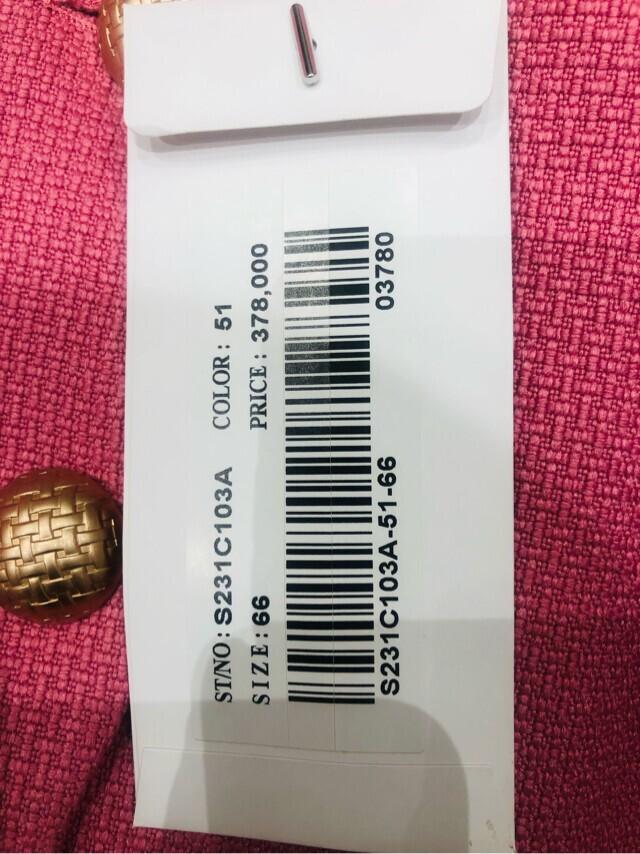 ST/NO : S231C103A COLOR : 51
SIZE : 66 PRICE : 378,000
S231C103A-51-66 03780